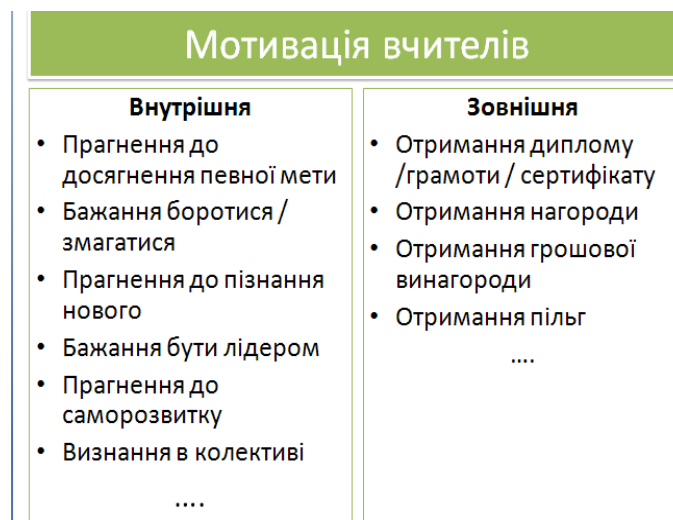 Мотивація вчителів
Внутрішня
• Прагнення до
досягнення певної мети
• Бажання боротися /
змагатися
• Прагнення до пізнання
нового
• Бажання бути лідером
• Прагнення до
саморозвитку
• Визнання в колективі
....
Зовнішня
• Отримання диплому
/грамоти / сертифікату
• Отримання нагороди
• Отримання грошової
винагороди
• Отримання пільг
....